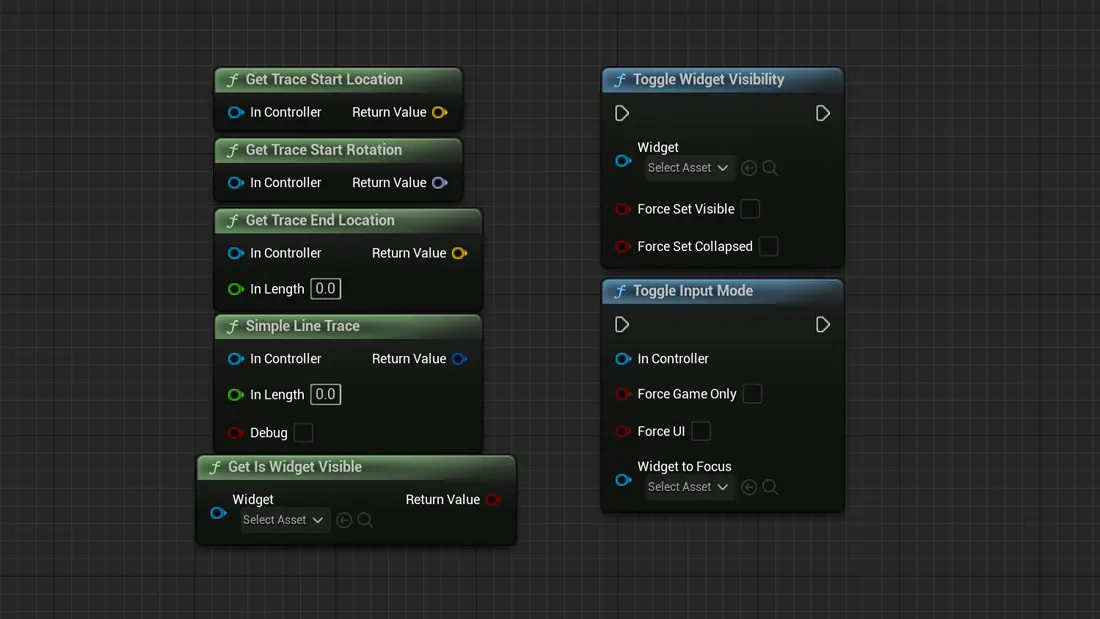 f Get Trace Start Location
In Controller Return Value
f Get Trace Start Rotation
In Controller Return Value
f Get Trace End Location
In Controller Return Value
In Length 0.0
f Simple Line Trace
In Controller Return Value
In Length 0.0
Debug
f Get Is Widget Visible
Widget Return Value
Select Asset
f Toggle Widget Visibility
Widget
Select Asset
Force Set Visible
Force Set Collapsed
f Toggle Input Mode
In Controller
Force Game Only
Force UI
Widget to Focus
Select Asset